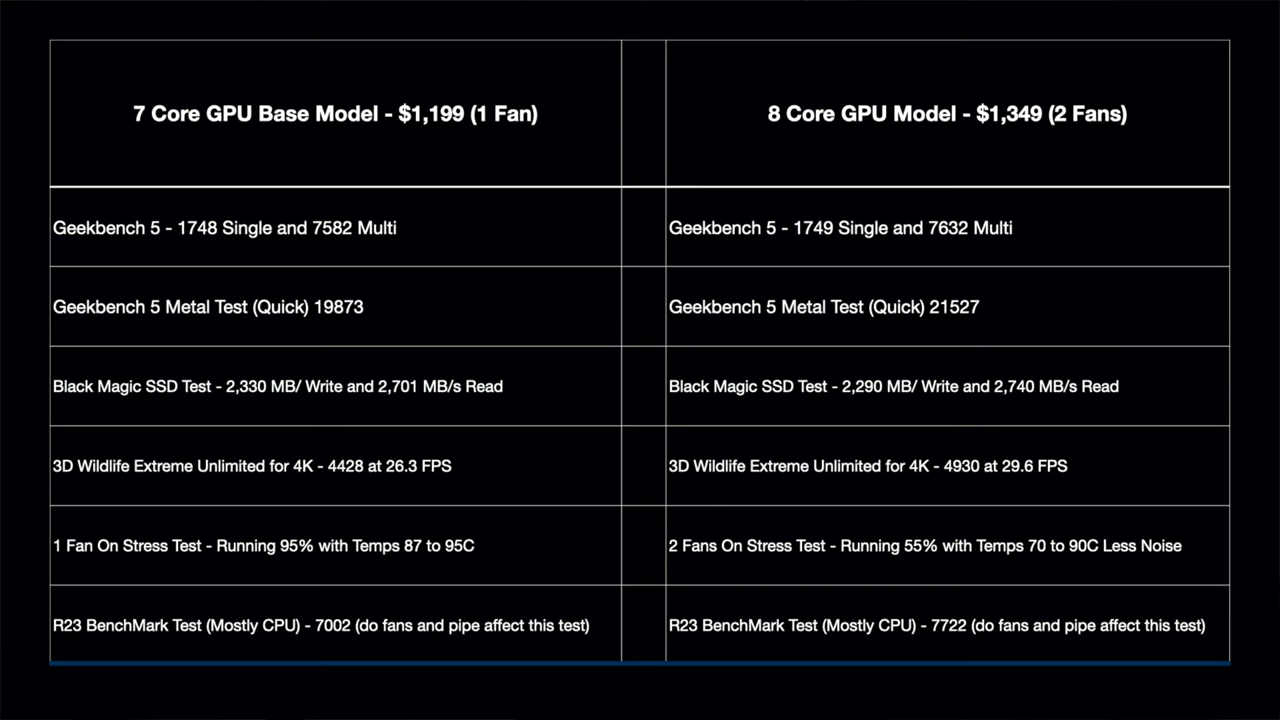 7 Core GPU Base Model - $1,199 (1 Fan)
8 Core GPU Model - $1,349 (2 Fans)
Geekbench 5 - 1748 Single and 7582 Multi
Geekbench 5 - 1749 Single and 7632 Multi
Geekbench 5 Metal Test (Quick) 19873
Geekbench 5 Metal Test (Quick) 21527
Black Magic SSD Test - 2,330 MB/ Write and 2,701 MB/s Read
Black Magic SSD Test - 2,290 MB/ Write and 2,740 MB/s Read
3D Wildlife Extreme Unlimited for 4K - 4428 at 26.3 FPS
3D Wildlife Extreme Unlimited for 4K - 4930 at 29.6 FPS
1 Fan On Stress Test - Running 95% with Temps 87 to 95C
2 Fans On Stress Test - Running 55% with Temps 70 to 90C Less Noise
R23 BenchMark Test (Mostly CPU) - 7002 (do fans and pipe affect this test)
R23 BenchMark Test (Mostly CPU) - 7722 (do fans and pipe affect this test)